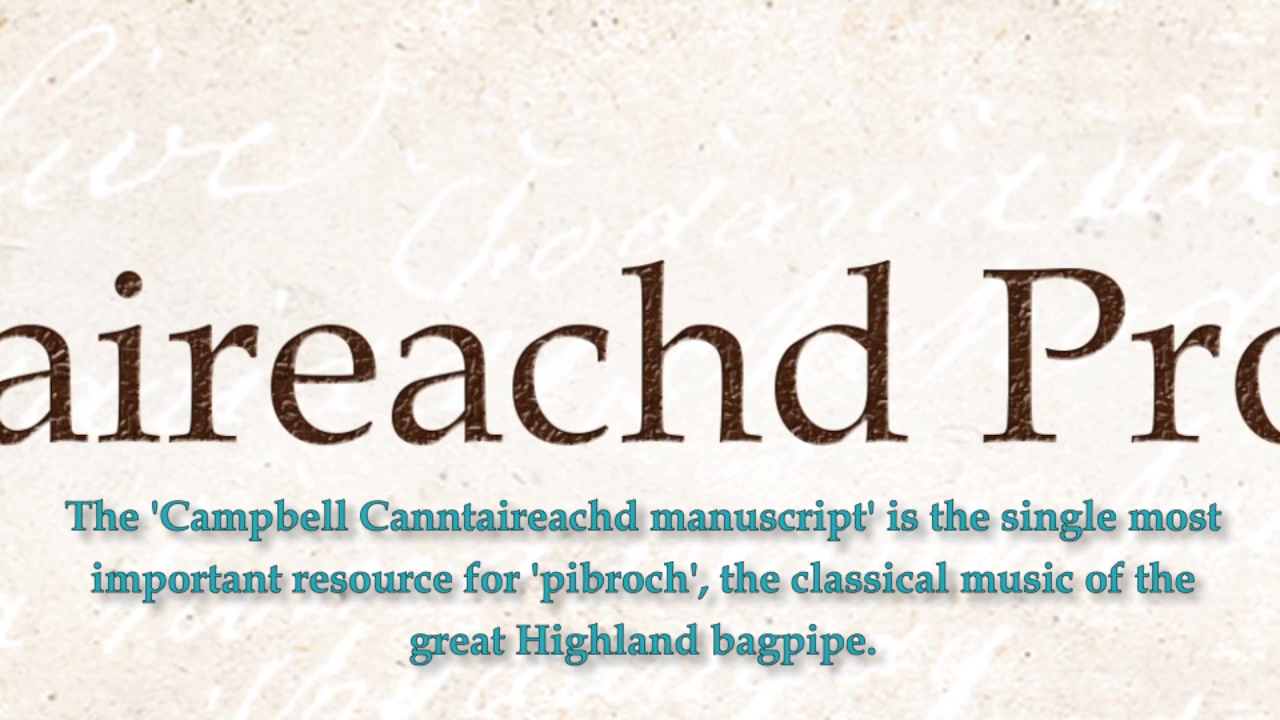 aireachd Pro
The 'Campbell Canntaireachd manuscript' is the single most
important resource for 'pibroch', the classical music of the
great Highland bagpipe.